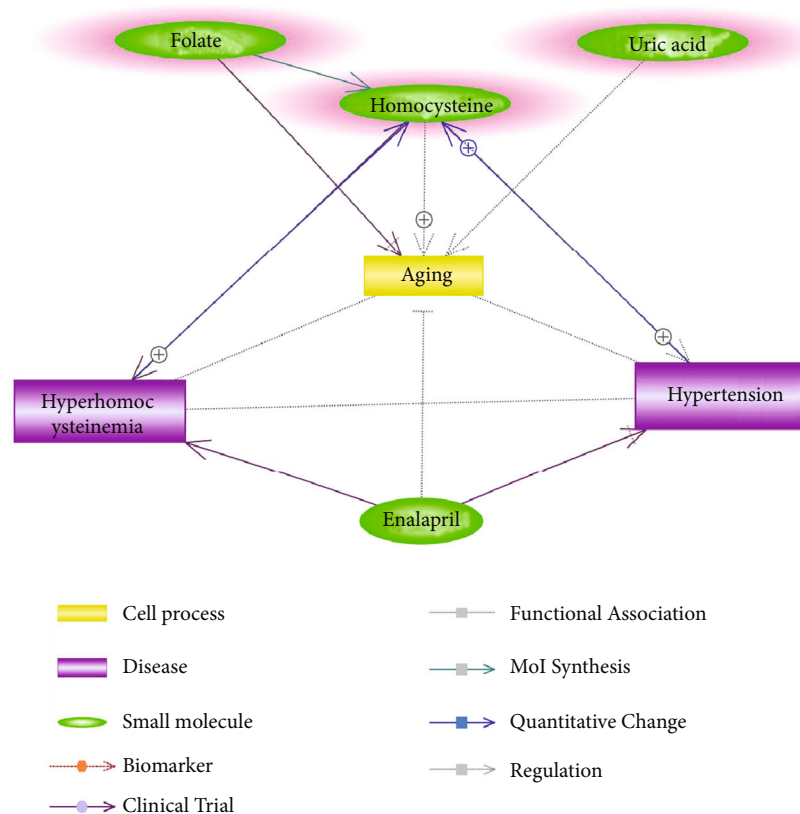 Folate
Uric acid
Homocysteine
Aging
Hyperhomoc
ysteinemia
Hypertension
Enalapril
Cell process
Functional Association
Disease
MoI Synthesis
Small molecule
Quantitative Change
Biomarker
Regulation
Clinical Trial